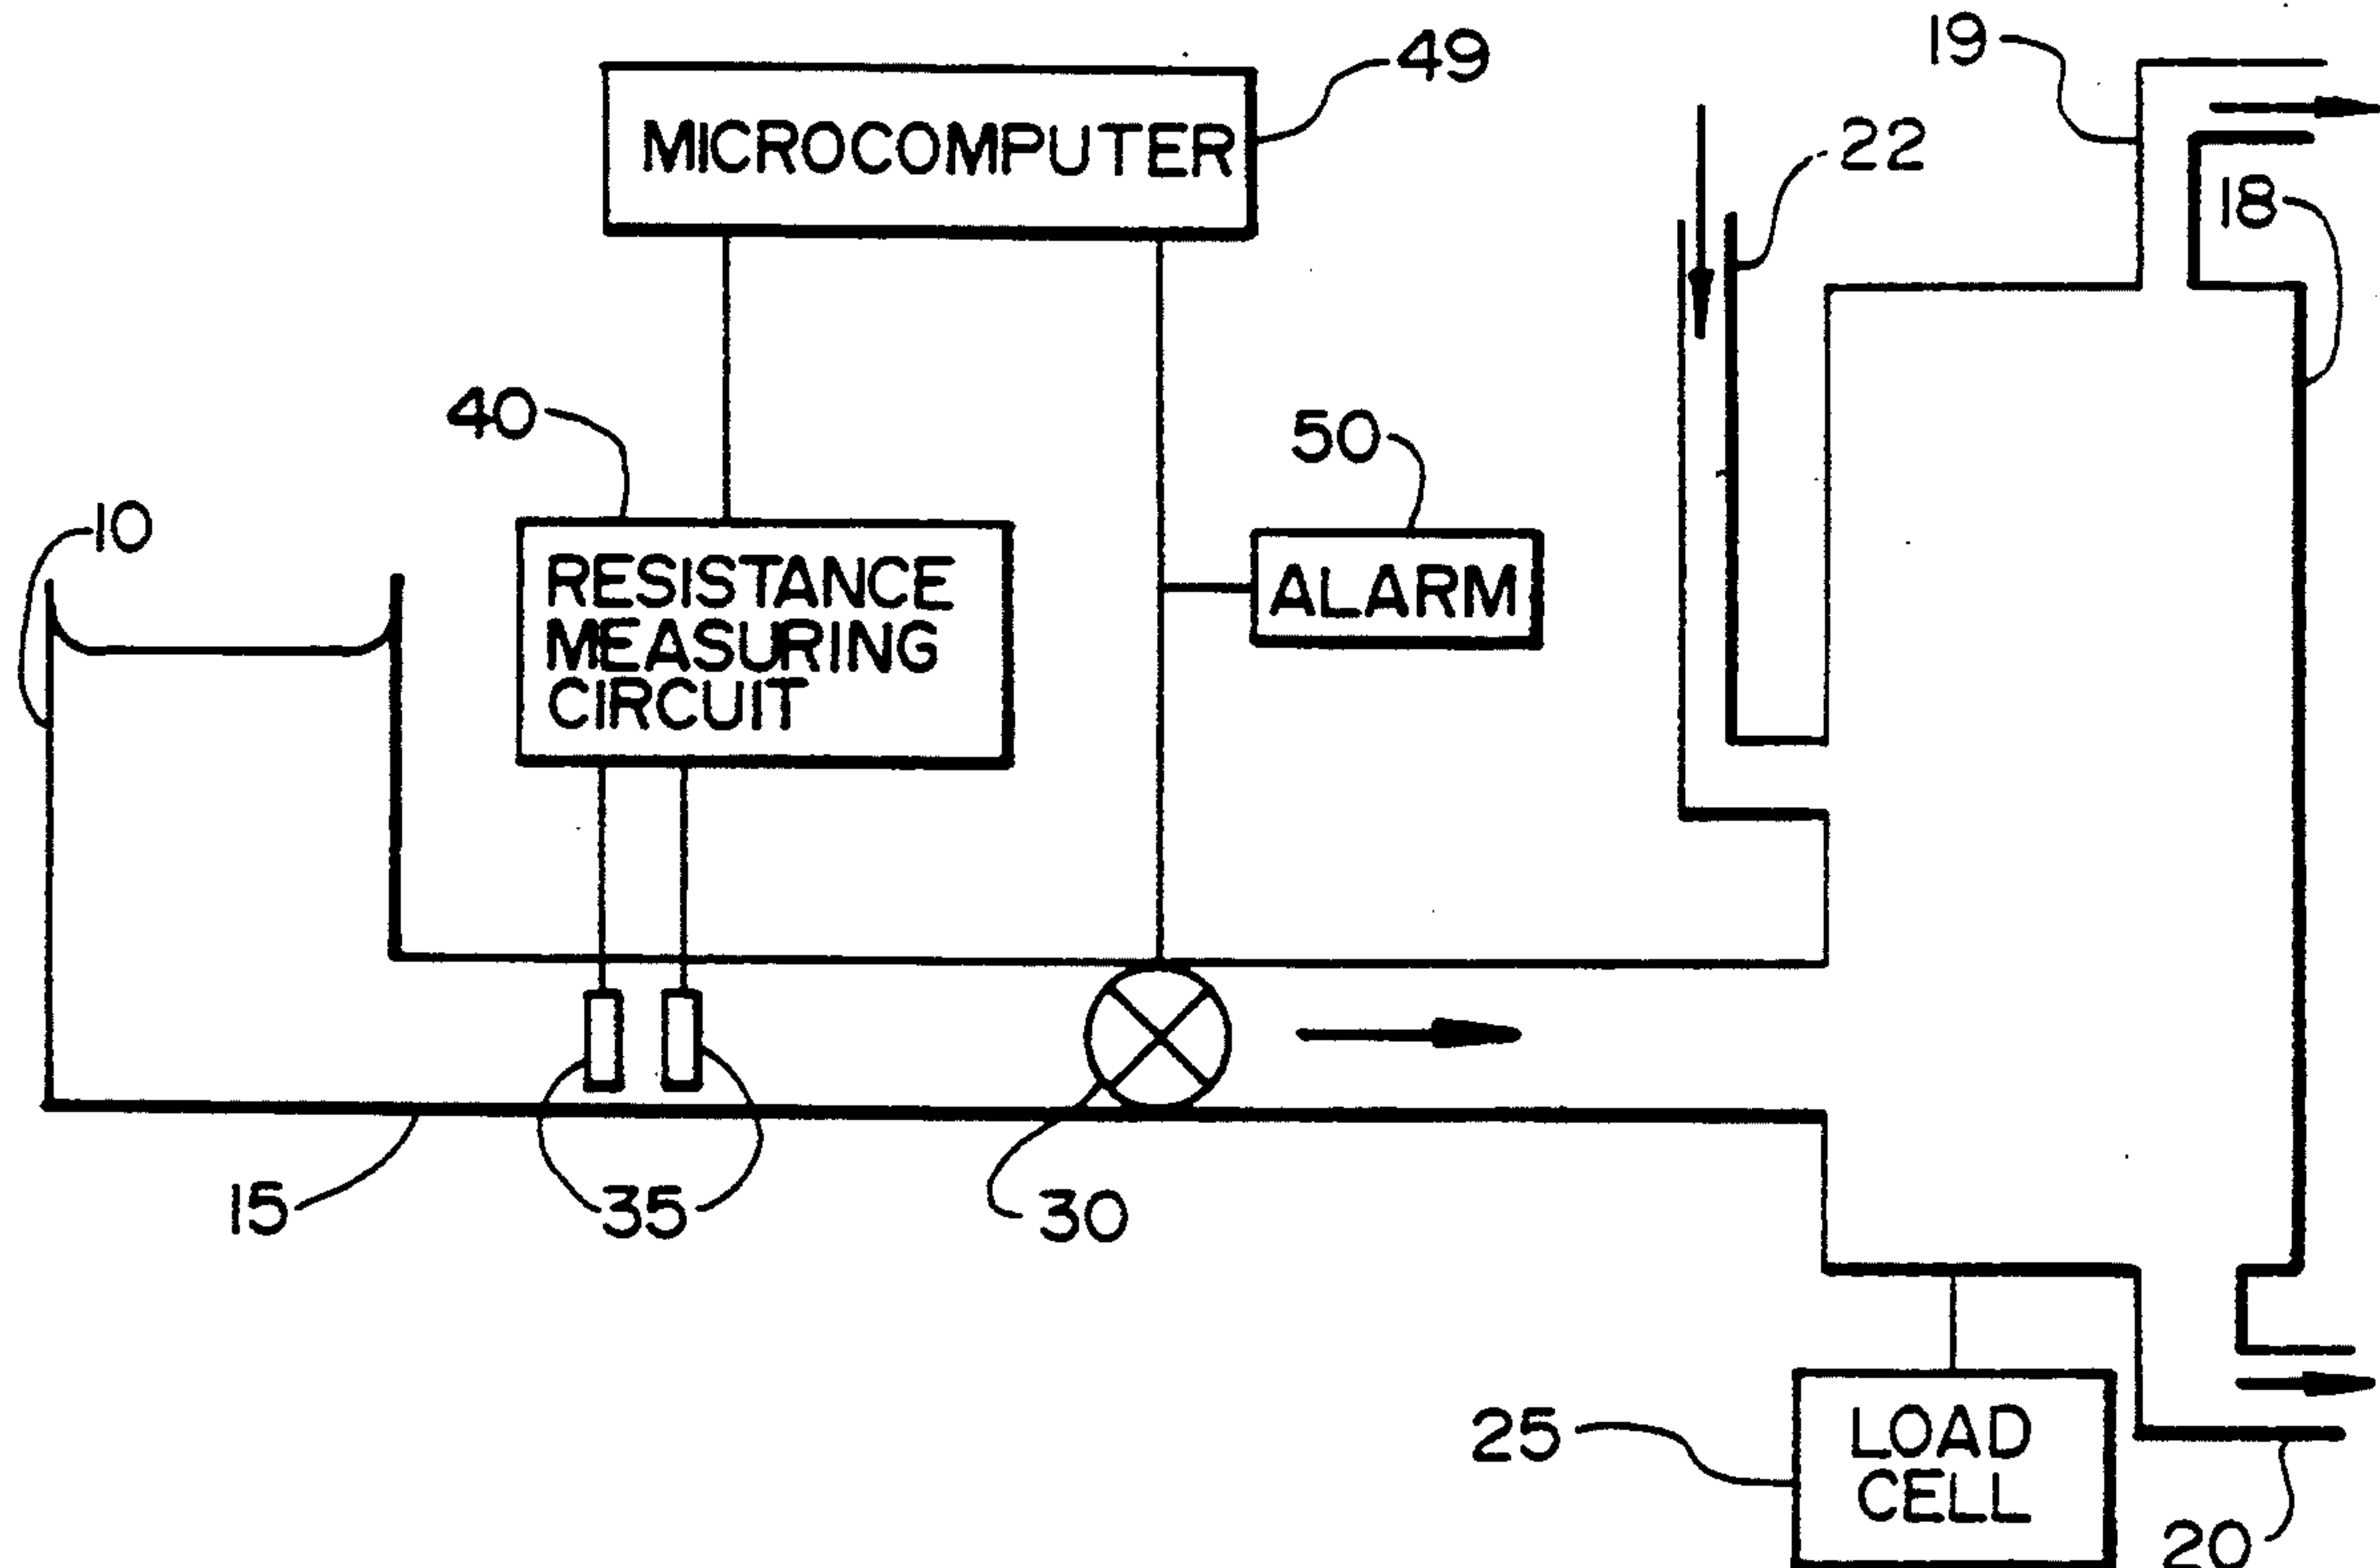 19
49
MICROCOMPUTER
22
18
40
50
10
RESISTANCE
MEASURING
CIRCUIT
ALARM
15
35
30
25
LOAD
CELL
20